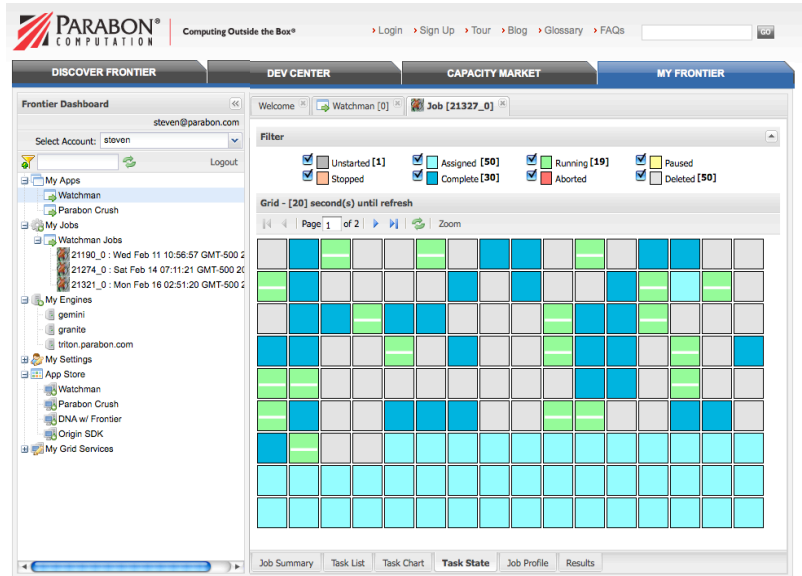 PARABON®
COMPUTATION
Computing Outside the Box®
Login Sign Up Tour Blog Glossary FAQs
GO
DISCOVER FRONTIER
DEV CENTER
CAPACITY MARKET
MY FRONTIER
Frontier Dashboard
steven@parabon.com
Select Account: steven
Logout
My Apps
Watchman
Parabon Crush
My Jobs
Watchman Jobs
21190_0 : Wed Feb 11 10:56:57 GMT-500 2
21274_0 : Sat Feb 14 07:11:21 GMT-500 20
21321_0 : Mon Feb 16 02:51:20 GMT-500 2
My Engines
gemini
granite
triton.parabon.com
My Settings
App Store
Watchman
Parabon Crush
DNA w/ Frontier
Origin SDK
My Grid Services
Welcome Watchman [0] Job [21327_0]
Filter
Unstarted [1] Assigned [50] Running [19] Paused
Stopped Complete [30] Aborted Deleted [50]
Grid - [20] second(s) until refresh
Page 1 of 2 Zoom
Job Summary Task List Task Chart Task State Job Profile Results